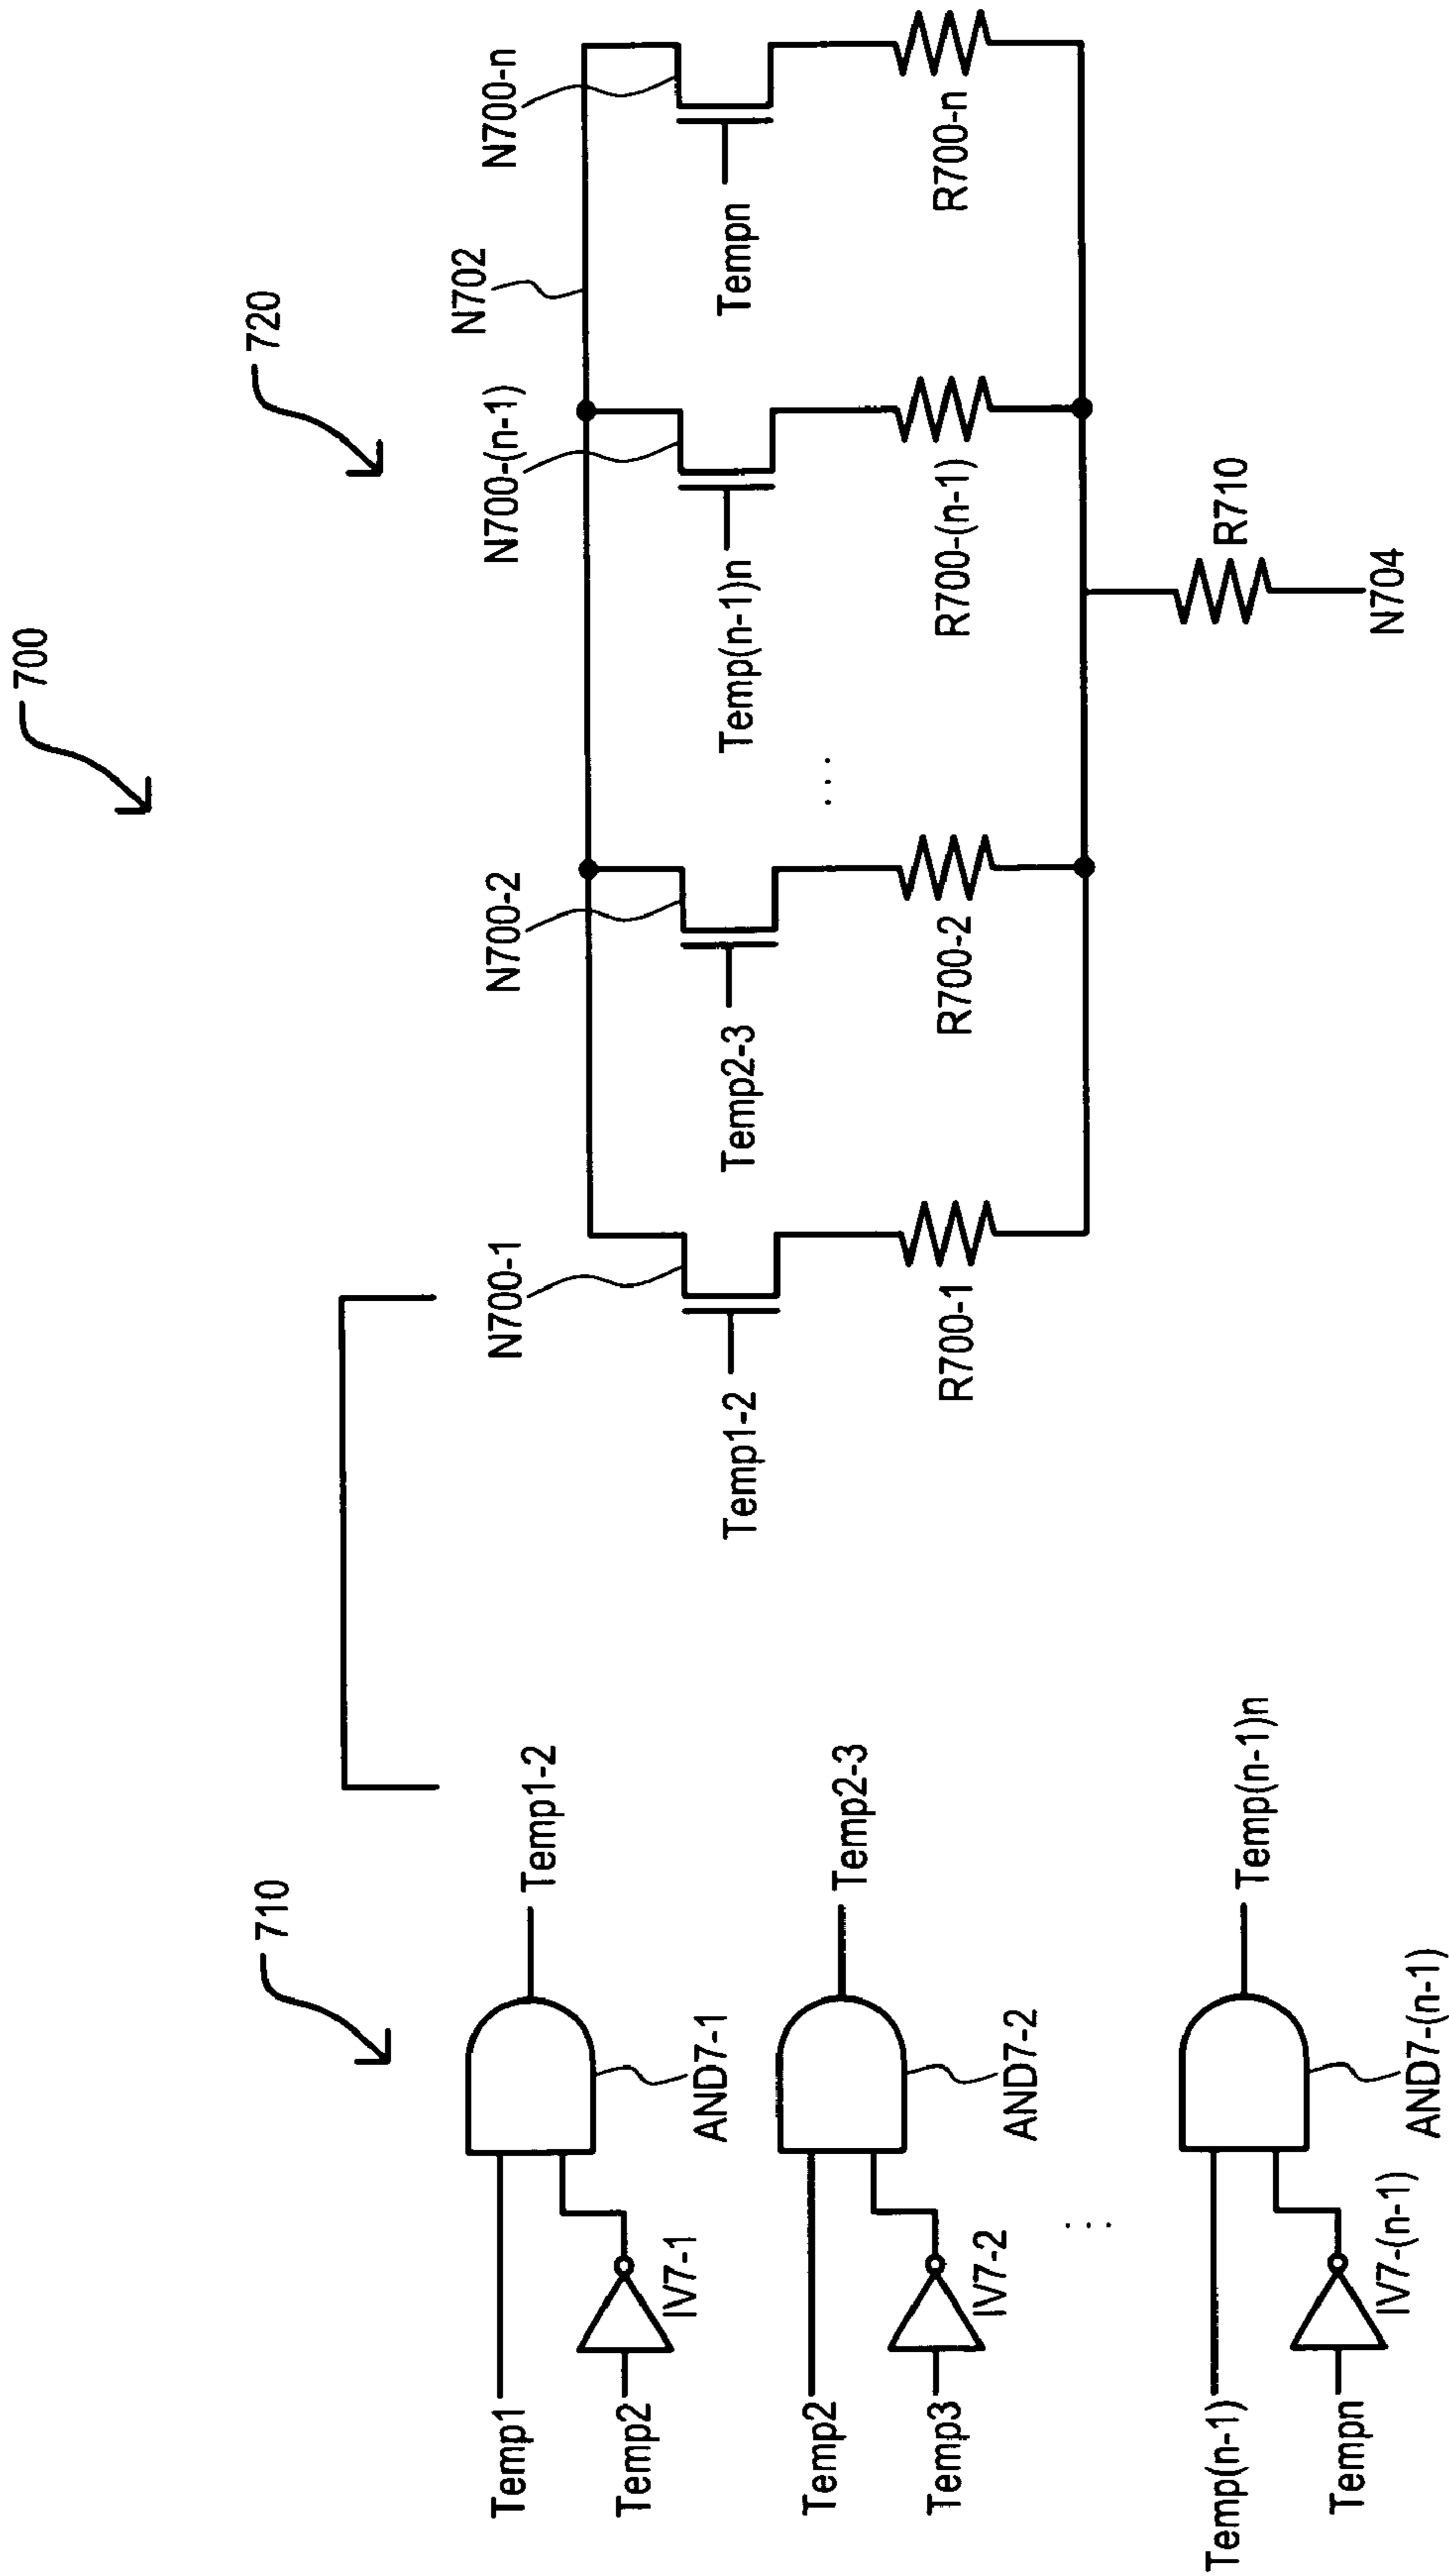 700
710
720
Temp1
Temp2
IV7-1
AND7-1
Temp1-2
Temp2
Temp3
IV7-2
AND7-2
Temp2-3
...
Temp(n-1)
Tempn
IV7-(n-1)
AND7-(n-1)
Temp(n-1)n
N702
N700-1
N700-2
N700-(n-1)
N700-n
Temp1-2
Temp2-3
Temp(n-1)n
Tempn
...
R700-1
R700-2
R700-(n-1)
R700-n
R710
N704